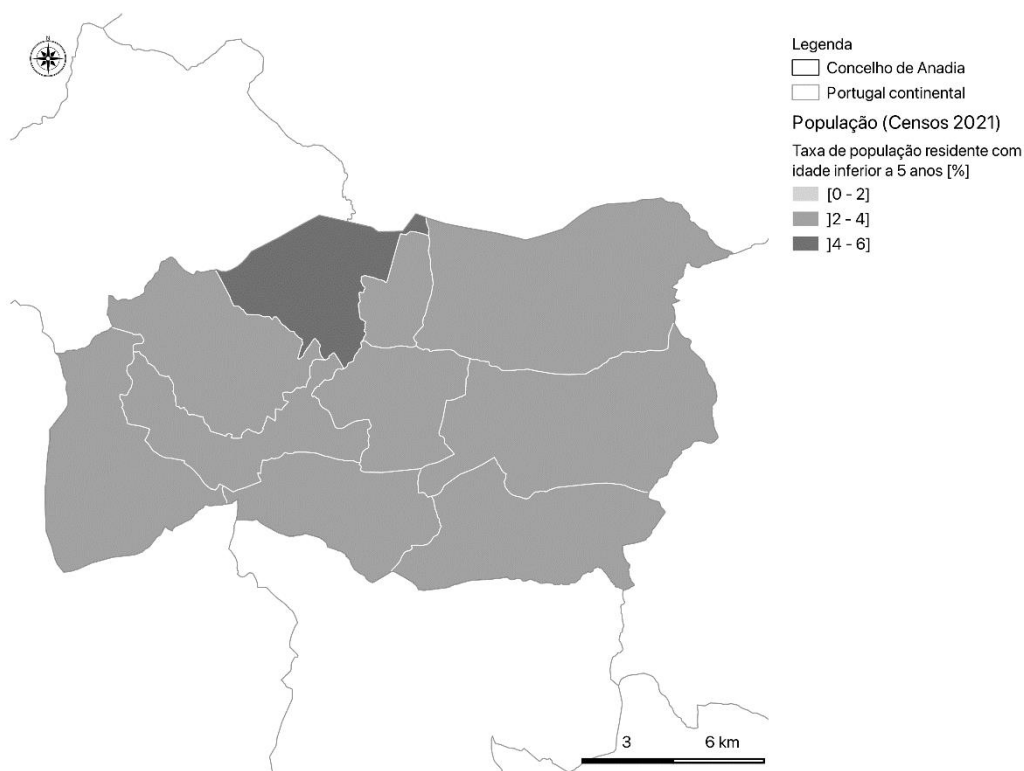 N
Legenda
Concelho de Anadia
Portugal continental
População (Censos 2021)
Taxa de população residente com
idade inferior a 5 anos [%]
[0 - 2]
]2 - 4]
]4 - 6]
3 6 km